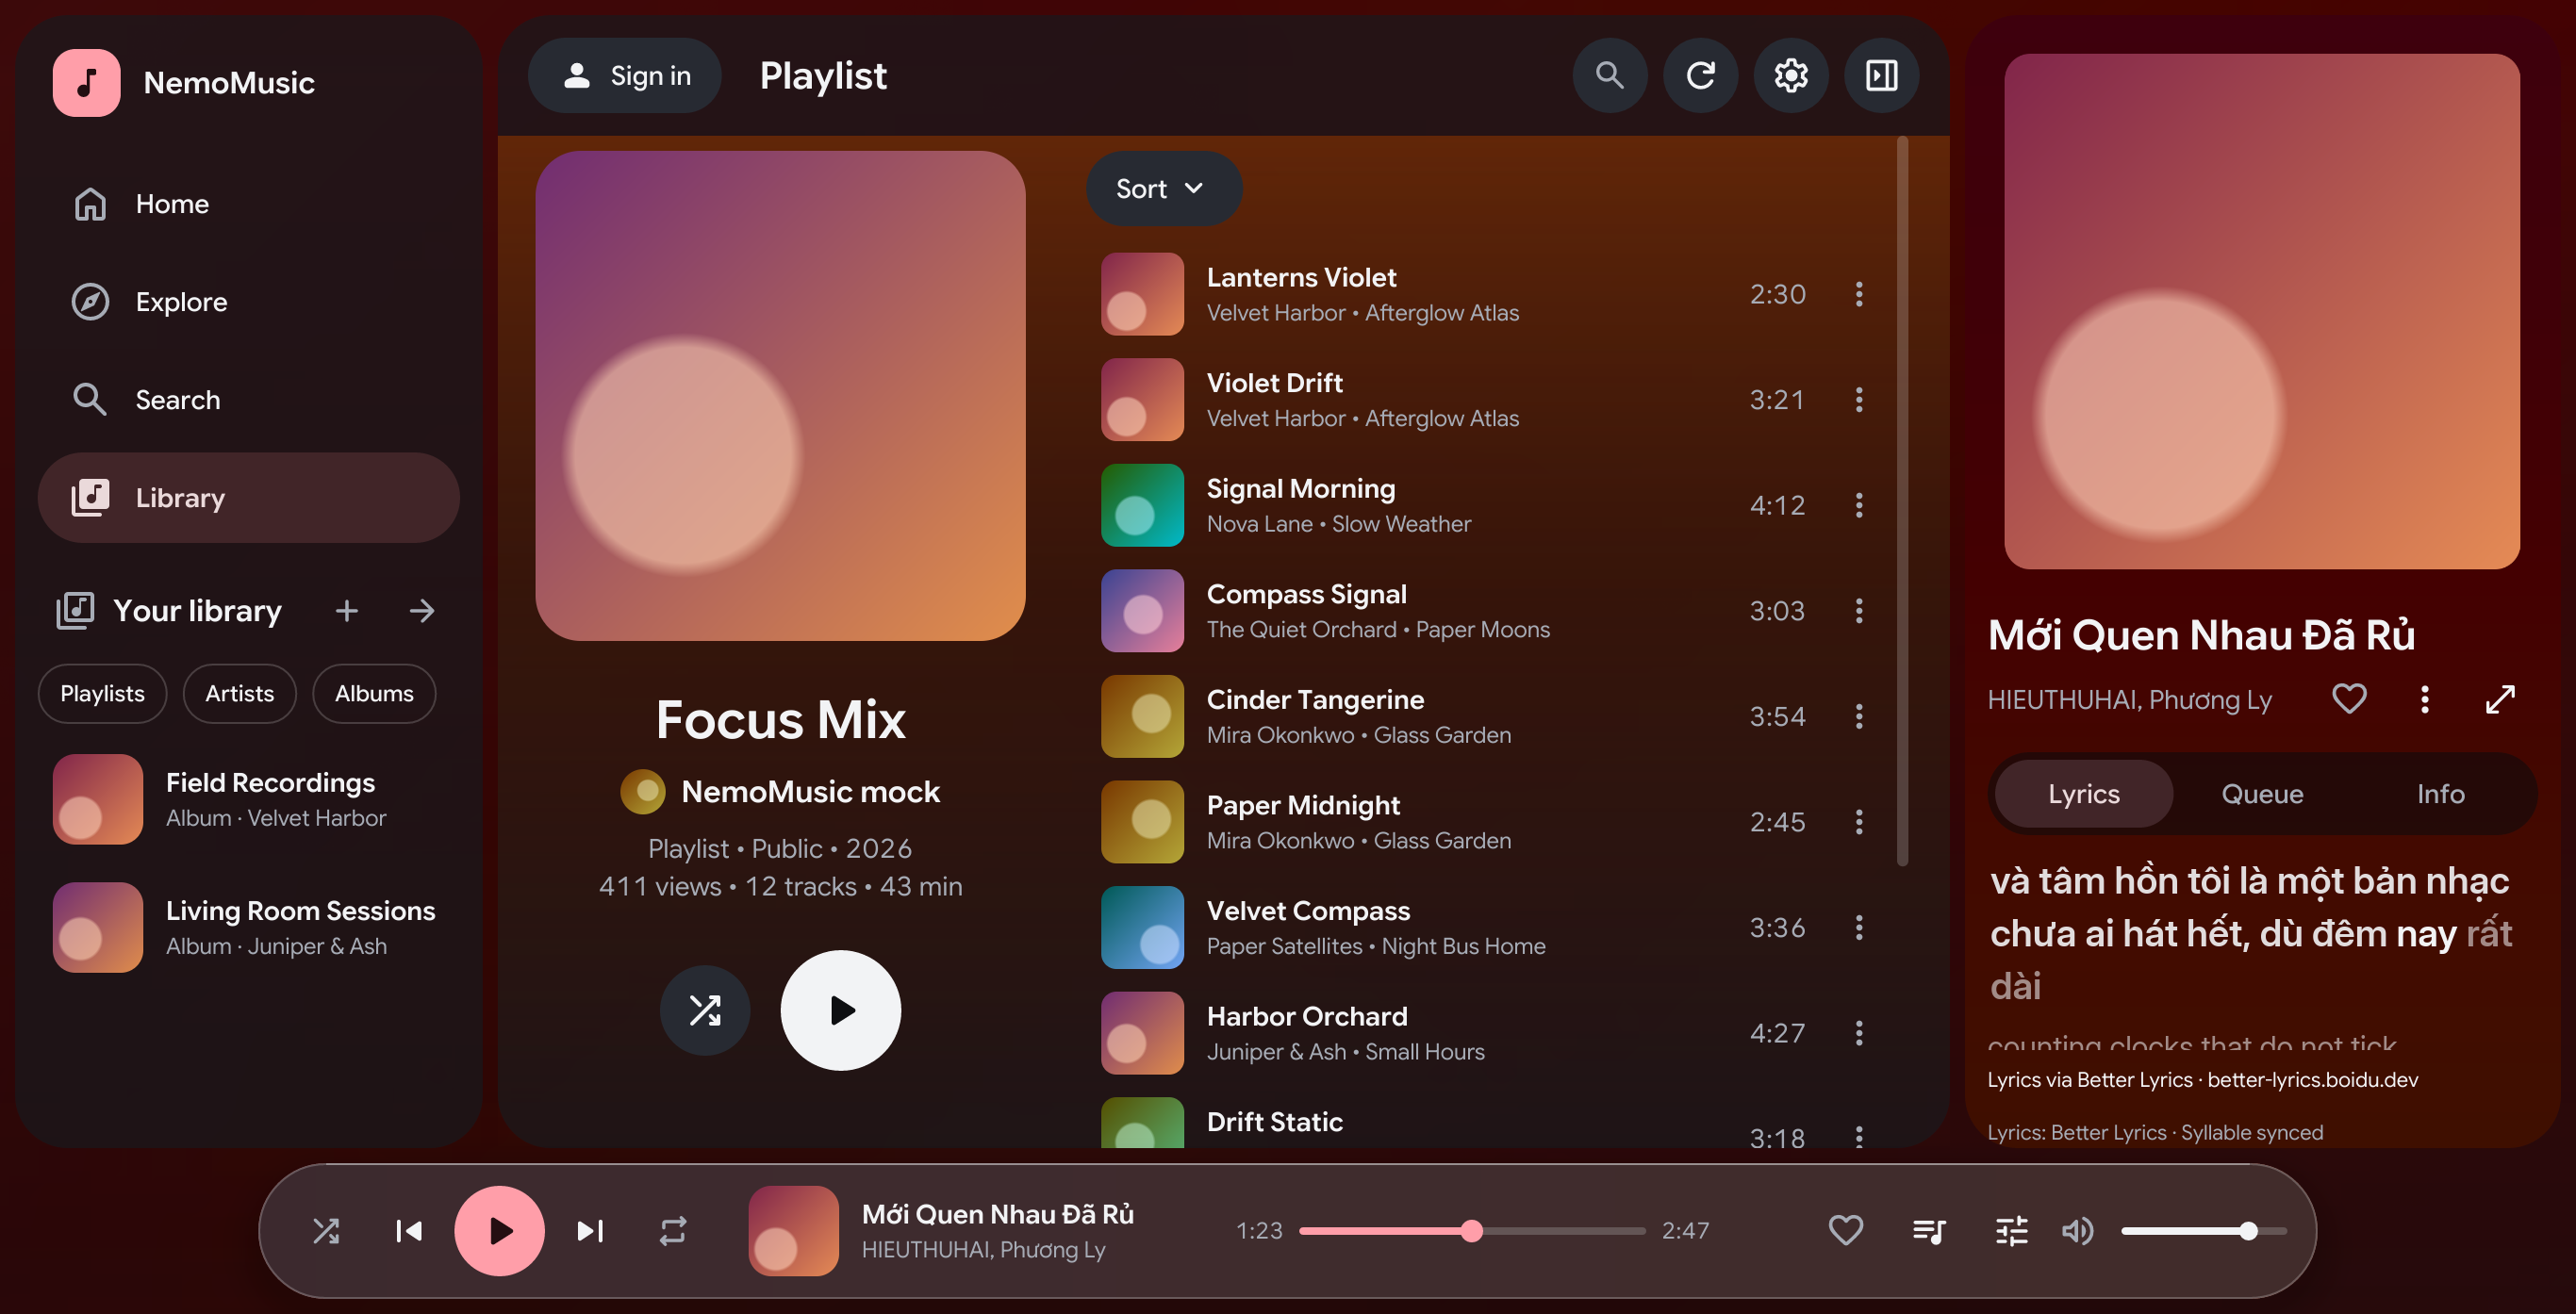 NemoMusic
Home
Explore
Search
Library
Your library
Playlists
Artists
Albums
Field Recordings
Album · Velvet Harbor
Living Room Sessions
Album · Juniper & Ash
Sign in
Playlist
Focus Mix
NemoMusic mock
Playlist • Public • 2026
411 views • 12 tracks • 43 min
Sort
Lanterns Violet
Velvet Harbor • Afterglow Atlas
2:30
Violet Drift
Velvet Harbor • Afterglow Atlas
3:21
Signal Morning
Nova Lane • Slow Weather
4:12
Compass Signal
The Quiet Orchard • Paper Moons
3:03
Cinder Tangerine
Mira Okonkwo • Glass Garden
3:54
Paper Midnight
Mira Okonkwo • Glass Garden
2:45
Velvet Compass
Paper Satellites • Night Bus Home
3:36
Harbor Orchard
Juniper & Ash • Small Hours
4:27
Drift Static
3:18
Mới Quen Nhau Đã Rủ
HIEUTHUHAI, Phương Ly
Lyrics
Queue
Info
và tâm hồn tôi là một bản nhạc
chưa ai hát hết, dù đêm nay rất
dài
counting clocks that do not tick
Lyrics via Better Lyrics · better-lyrics.boidu.dev
Lyrics: Better Lyrics · Syllable synced
Mới Quen Nhau Đã Rủ
HIEUTHUHAI, Phương Ly
1:23
2:47